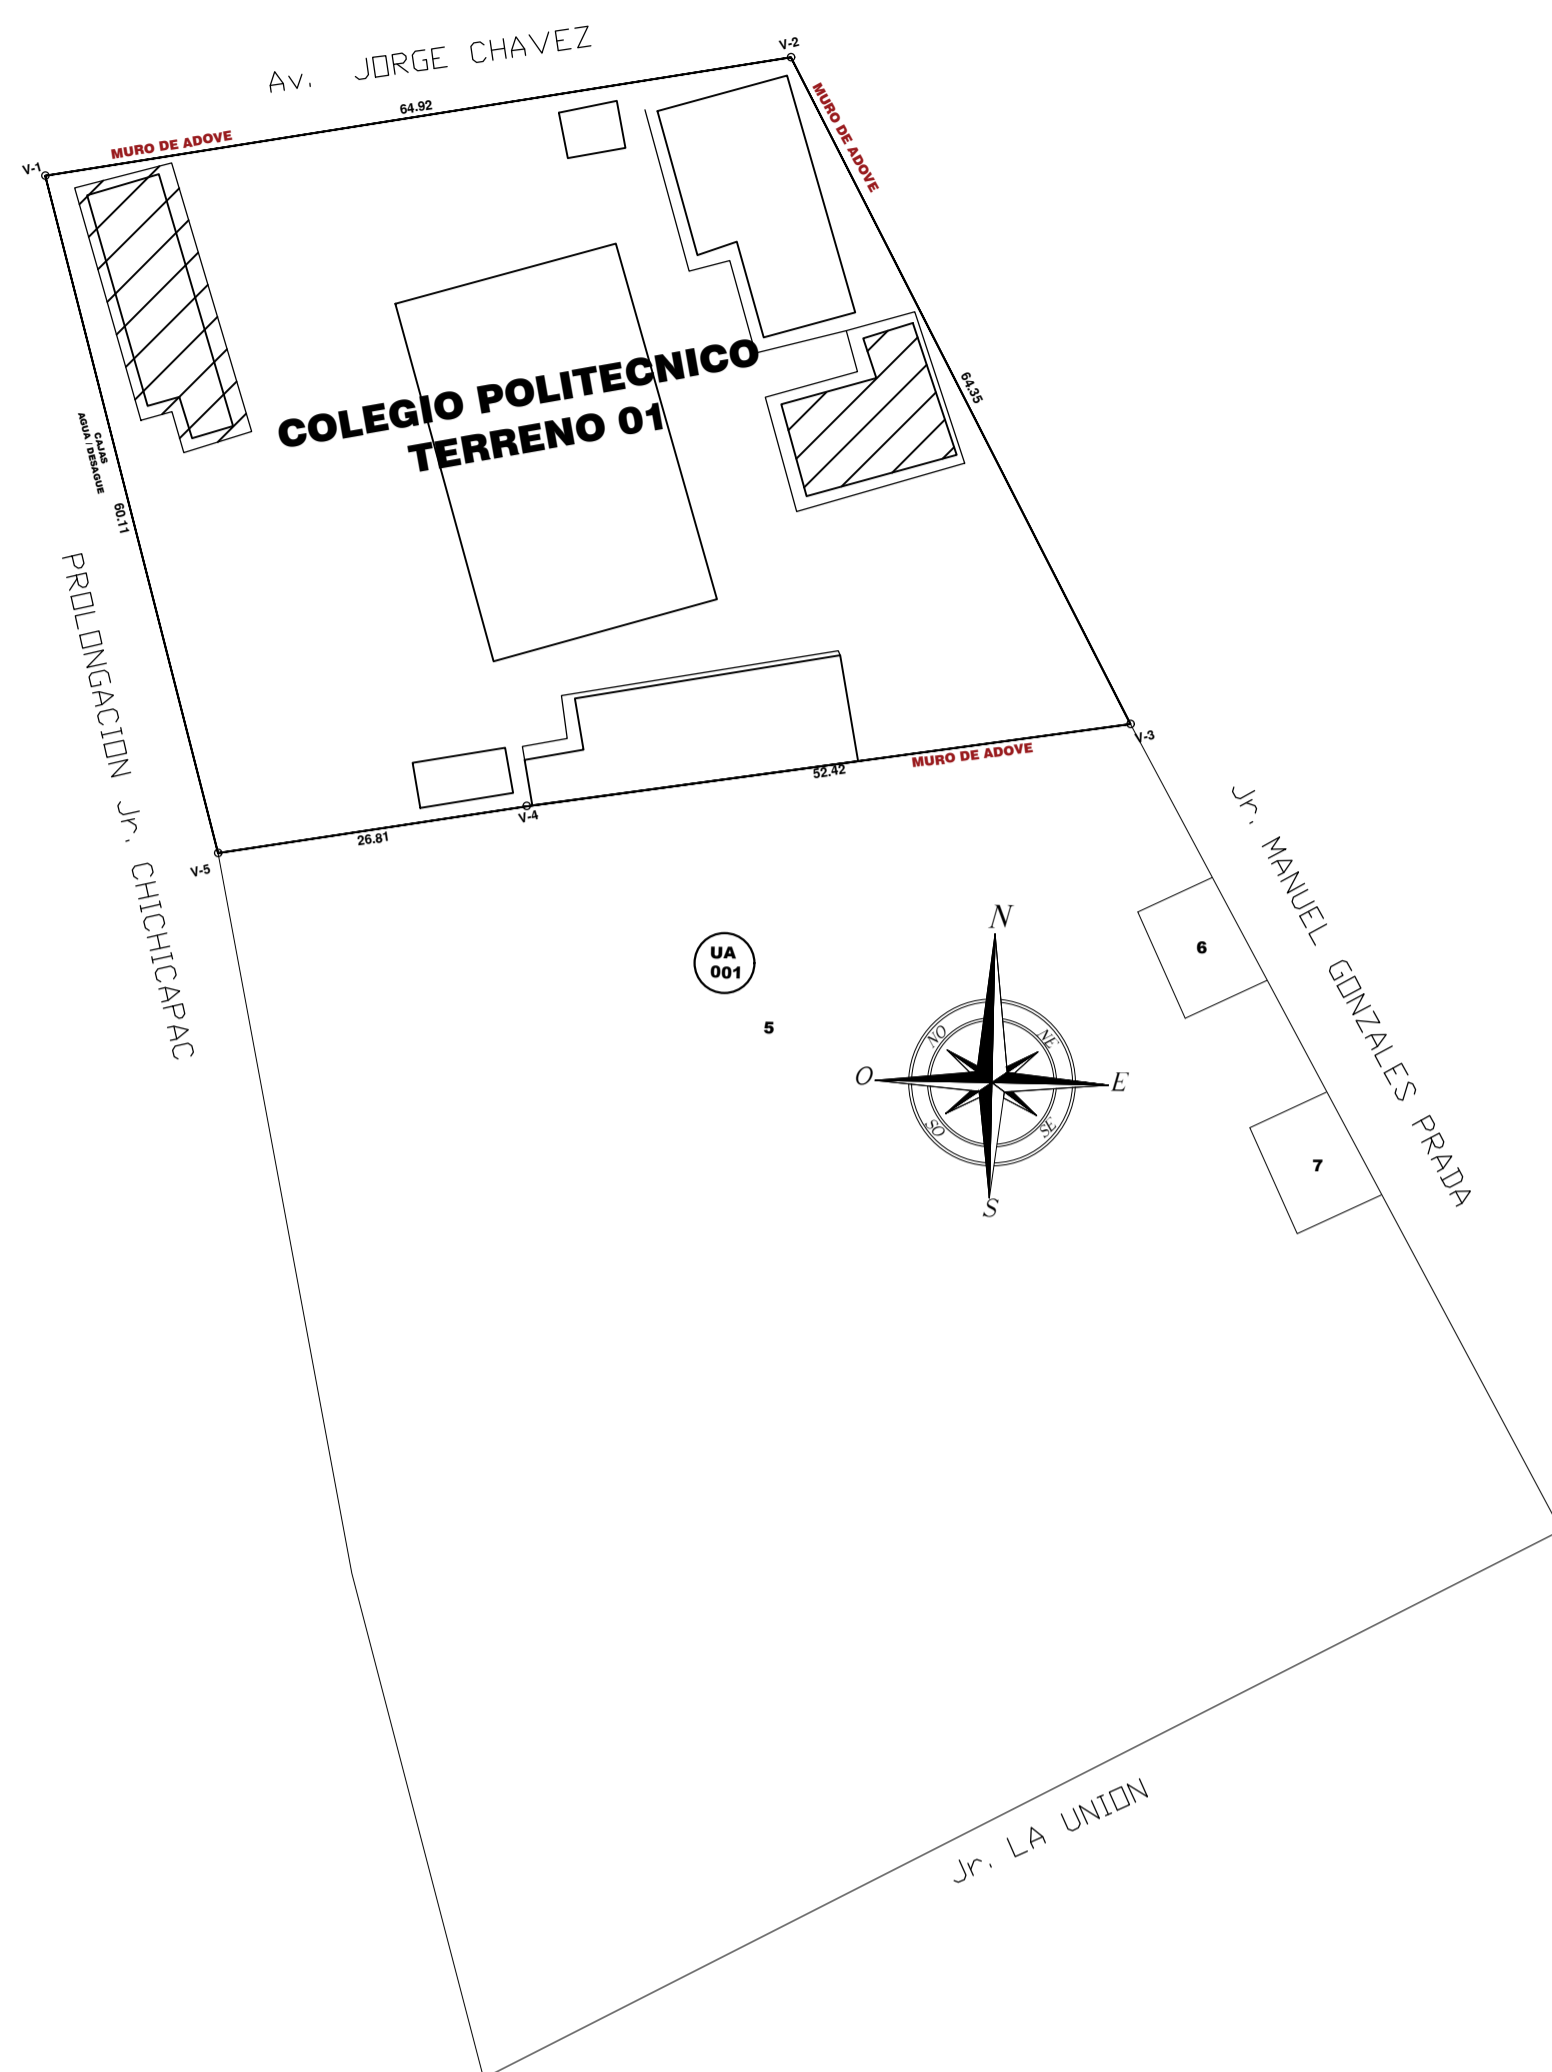 Av. JORGE CHAVEZ
V-2
64.92
MURO DE ADOVE
MURO DE ADOVE
V-1
COLEGIO POLITECNICO
TERRENO 01
64.35
CAJAS
AGUA / DESAGUE
60.11
PROLONGACION Jr. CHICHICAPAC
V-3
MURO DE ADOVE
52.42
V-4
26.81
V-5
Jr. MANUEL GONZALES PRADA
UA
001
5
6
7
N
NO
NE
O
E
SO
SE
S
Jr. LA UNION